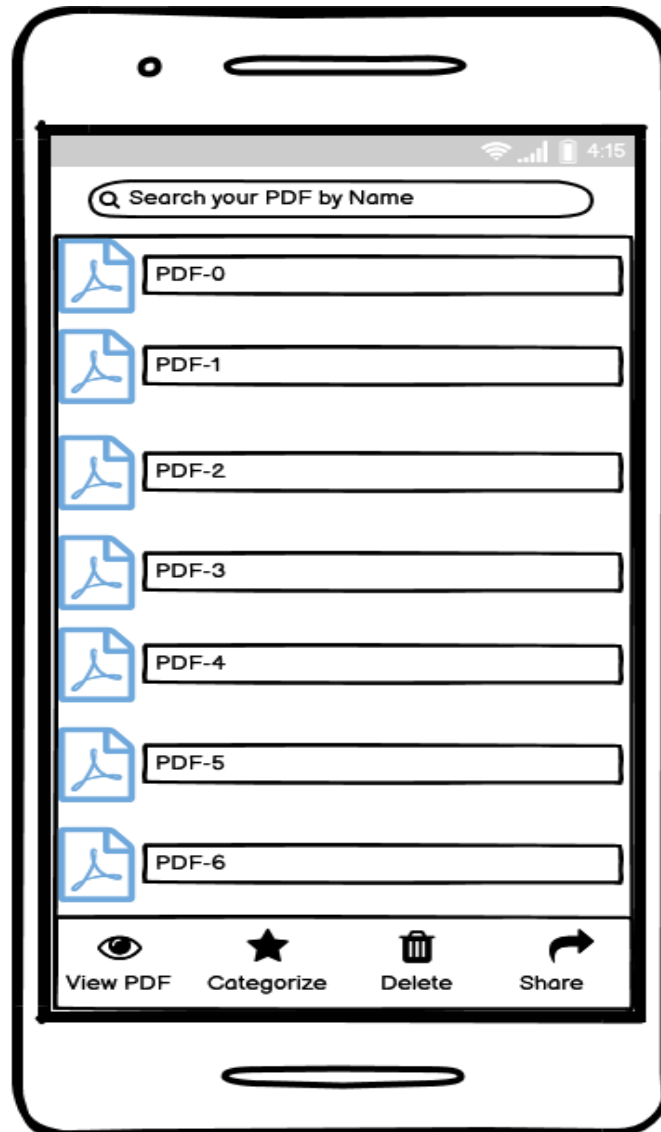 4:15
Search your PDF by Name
PDF-0
PDF-1
PDF-2
PDF-3
PDF-4
PDF-5
PDF-6
View PDF Categorize Delete Share